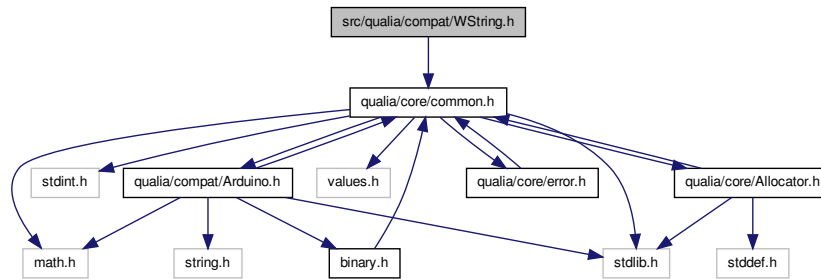 src/qualia/compat/WString.h
qualia/core/common.h
stdint.h
qualia/compat/Arduino.h
values.h
qualia/core/error.h
qualia/core/Allocator.h
math.h
string.h
binary.h
stdlib.h
stddef.h